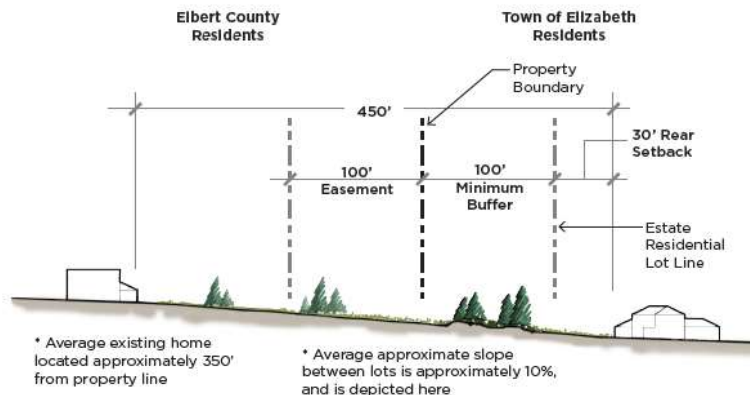 Elbert County
Residents
Town of Elizabeth
Residents
Property
Boundary
450'
30' Rear
Setback
100'
Easement
100'
Minimum
Buffer
Estate
Residential
Lot Line
* Average existing home
located approximately 350'
from property line
* Average approximate slope
between lots is approximately 10%,
and is depicted here